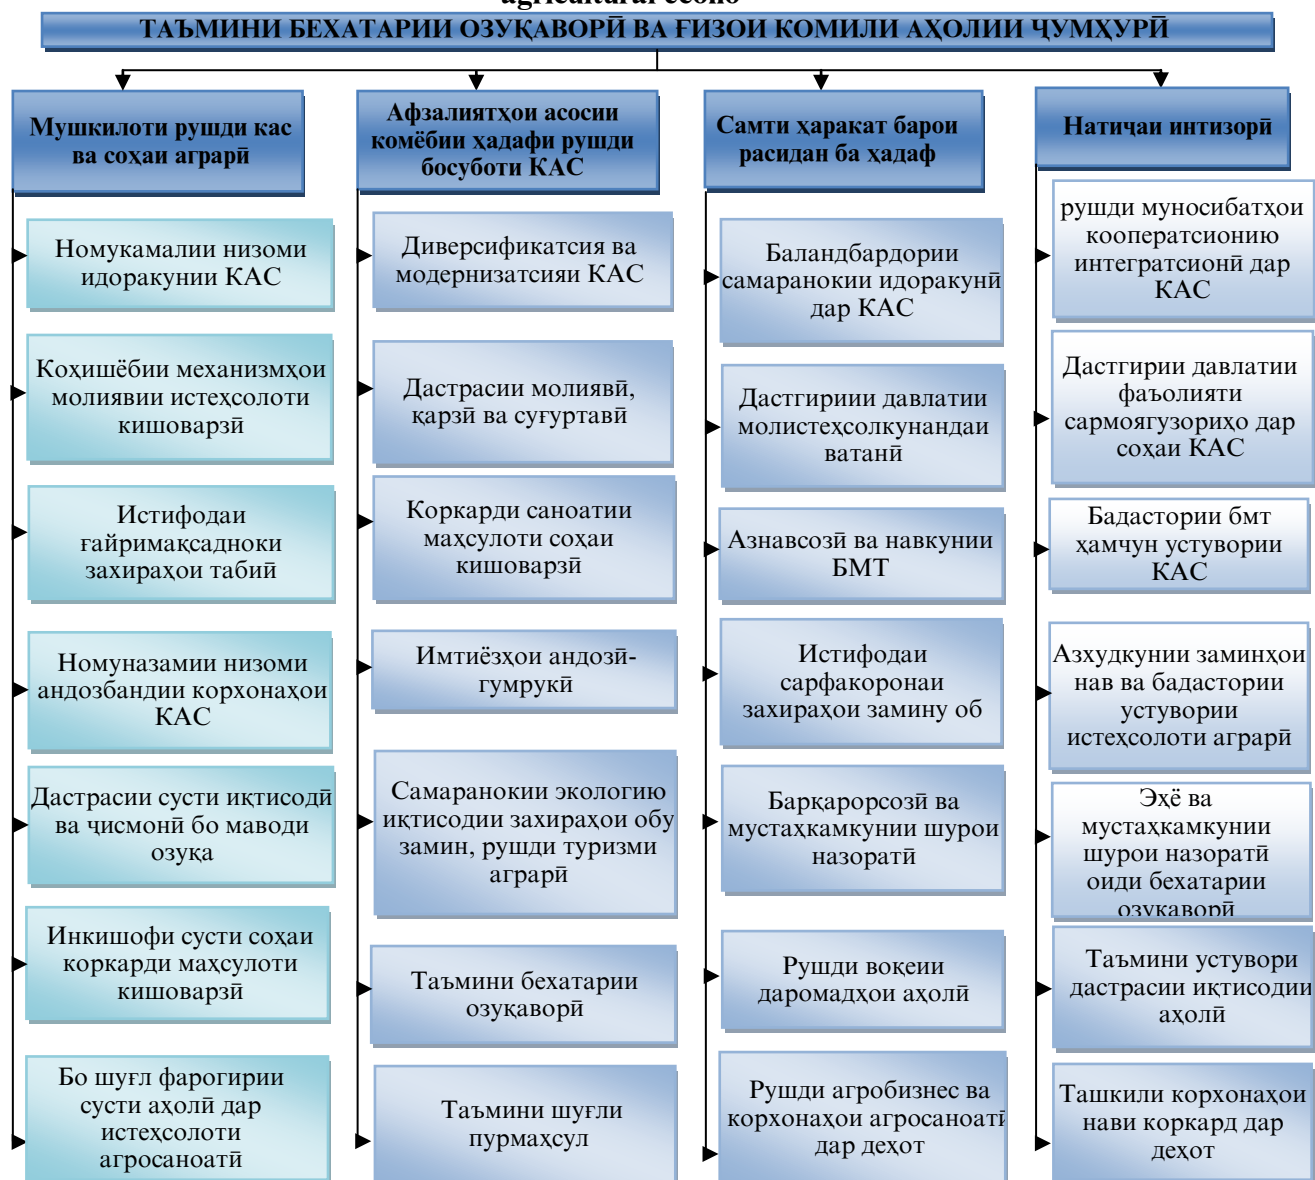 agricultural econo
ТАЪМИНИ БЕХАТАРИИ ОЗУҚАВОРӢ ВА ҒИЗОИ КОМИЛИ АҲОЛИИ ҶУМҲУРӢ
Мушкилоти рушди кас
ва соҳаи аграрӣ
Номукамалии низоми
идоракунии КАС
Коҳишёбии механизмҳои
молиявии истеҳсолоти
кишоварзӣ
Истифодаи
ғайримақсадноки
захираҳои табиӣ
Номуназамии низоми
андозбандии корхонаҳои
КАС
Дастрасии сусти иқтисодӣ
ва ҷисмонӣ бо маводи
озуқа
Инкишофи сусти соҳаи
коркарди маҳсулоти
кишоварзӣ
Бо шуғл фарогирии
сусти аҳолӣ дар
истеҳсолоти
агросаноатӣ
Афзалиятҳои асосии
комёбии ҳадафи рушди
босуботи КАС
Диверсификатсия ва
модернизатсияи КАС
Дастрасии молиявӣ,
қарзӣ ва суғуртавӣ
Коркарди саноатии
маҳсулоти соҳаи
кишоварзӣ
Имтиёзҳои андозӣ-
гумрукӣ
Самаранокии экологию
иқтисодии захираҳои обу
замин, рушди туризми
аграрӣ
Таъмини бехатарии
озуқаворӣ
Таъмини шуғли
пурмаҳсул
Самти ҳаракат барои
расидан ба ҳадаф
Баландбардории
самаранокии идоракунӣ
дар КАС
Дастгириии давлатии
молистеҳсолкунандаи
ватанӣ
Азнавсозӣ ва навкунии
БМТ
Истифодаи
сарфакоронаи
захираҳои замину об
Барқарорсозӣ ва
мустаҳкамкунии шурои
назоратӣ
Рушди воқеии
даромадҳои аҳолӣ
Рушди агробизнес ва
корхонаҳои агросаноатӣ
дар деҳот
Натиҷаи интизорӣ
рушди муносибатҳои
кооператсионию
интегратсионӣ дар
КАС
Дастгирии давлатии
фаъолияти
сармоягузориҳо дар
соҳаи КАС
Бадастории бмт
ҳамчун устувории
КАС
Азхудкунии заминҳои
нав ва бадастории
устувории
истеҳсолоти аграрӣ
Эҳё ва
мустаҳкамкунии
шурои назоратӣ
оиди бехатарии
озуқаворӣ
Таъмини устувори
дастрасии иқтисодии
аҳолӣ
Ташкили корхонаҳои
нави коркард дар
деҳот